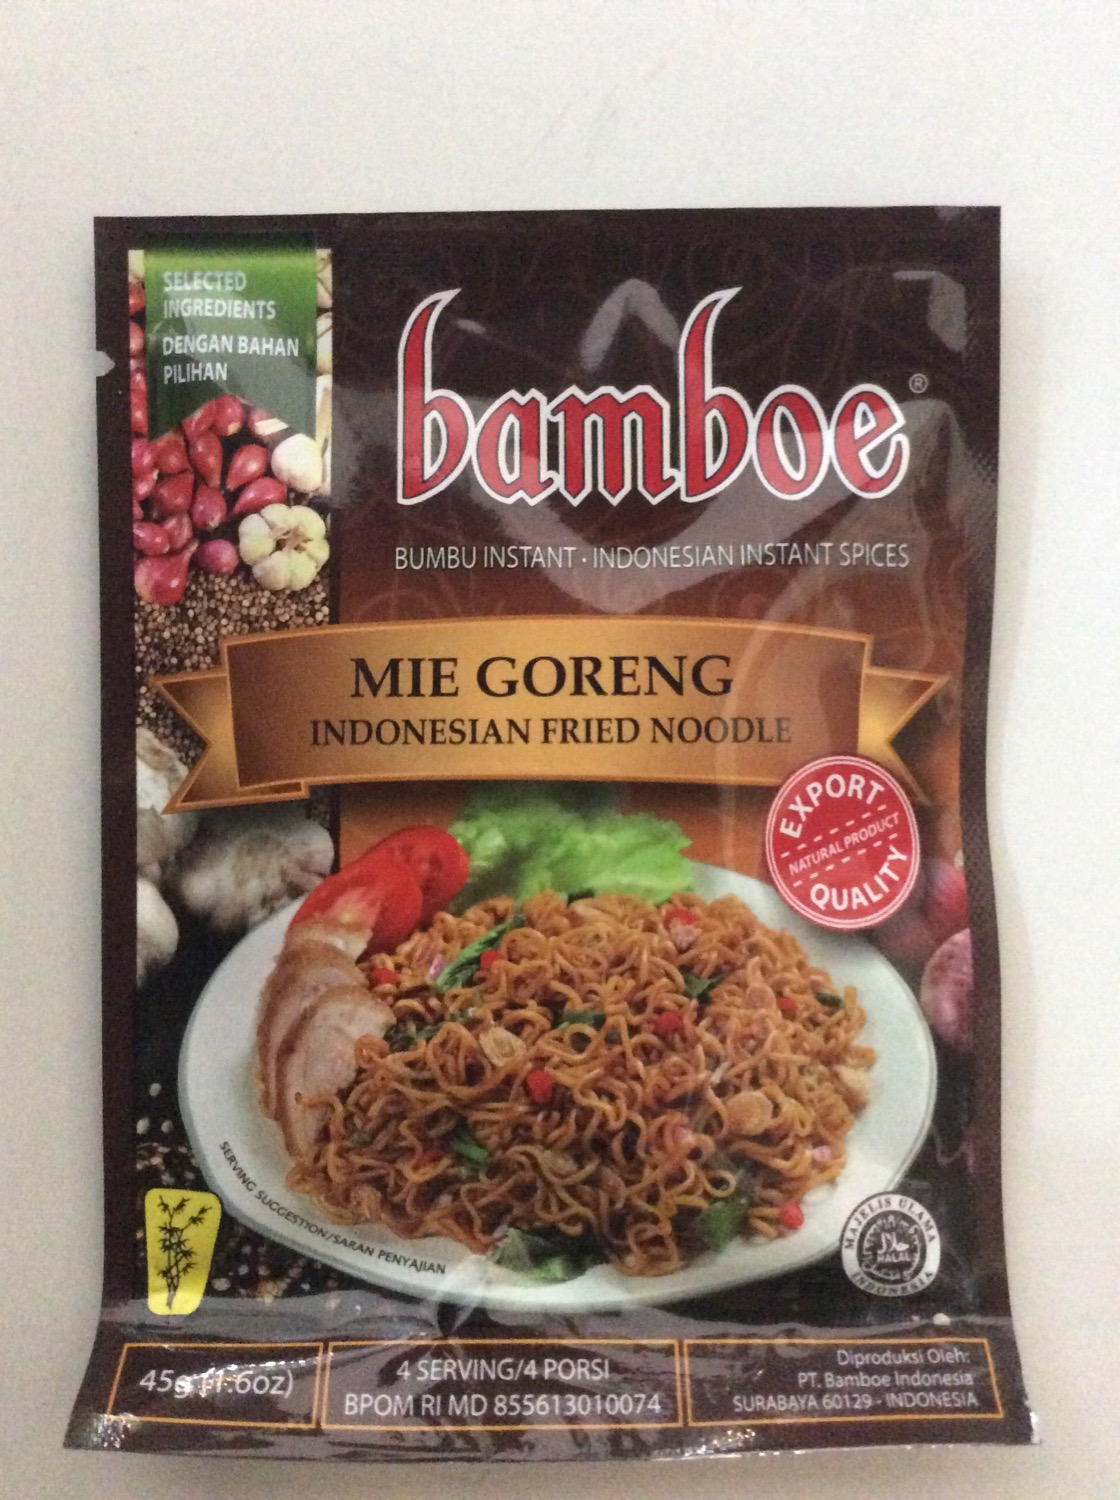 SELECTED
INGREDIENTS
DENGAN BAHAN
PILIHAN
bamboe®
BUMBU INSTANT · INDONESIAN INSTANT SPICES
MIE GORENG
INDONESIAN FRIED NOODLE
EXPORT
NATURAL PRODUCT
QUALITY
SERVING SUGGESTION/SARAN PENYAJIAN
MAJELIS ULAMA
HALAL
INDONESIA
45g (1.6oz)
4 SERVING/4 PORSI
BPOM RI MD 855613010074
Diproduksi Oleh:
PT. Bamboe Indonesia
SURABAYA 60129 - INDONESIA